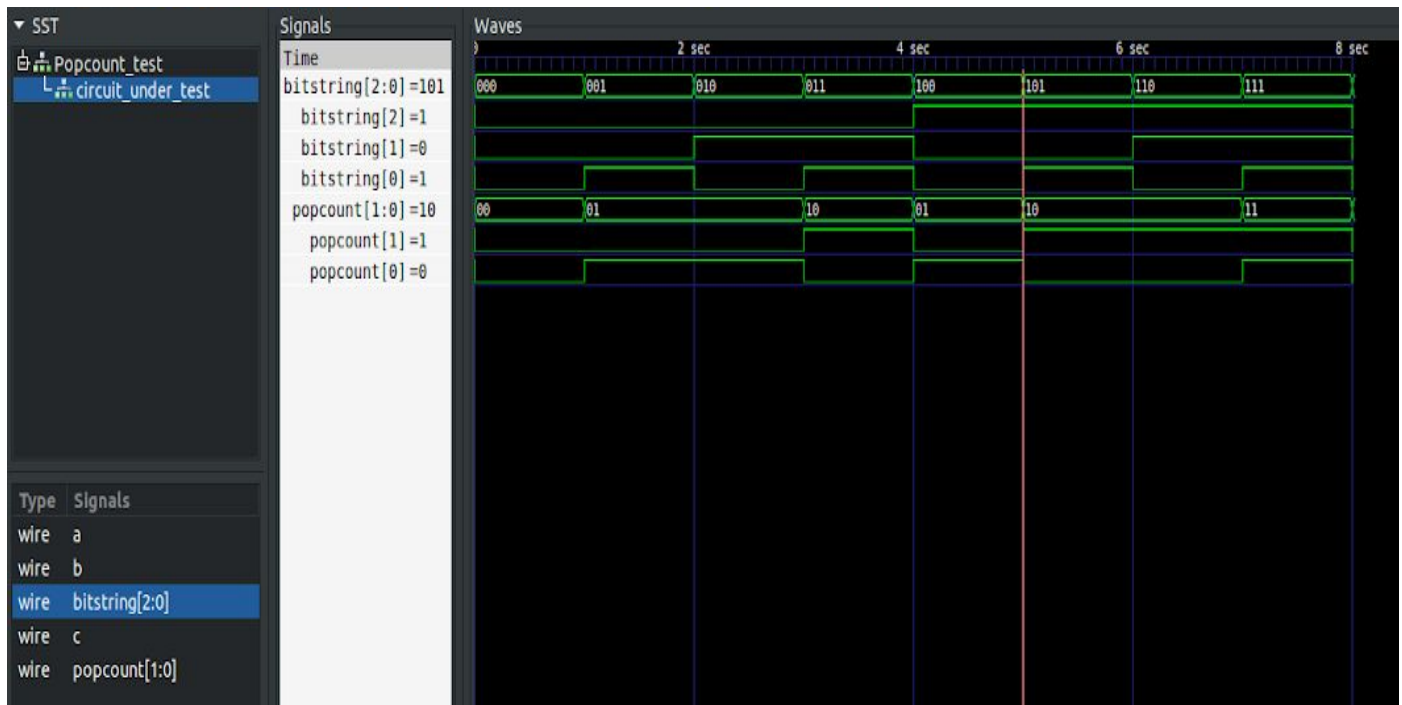 SST
Popcount_test
circuit_under_test
Type Signals
wire a
wire b
wire bitstring[2:0]
wire c
wire popcount[1:0]
Signals
Time
bitstring[2:0]=101
bitstring[2]=1
bitstring[1]=0
bitstring[0]=1
popcount[1:0]=10
popcount[1]=1
popcount[0]=0
Waves
2 sec 4 sec 6 sec 8 sec
000 001 010 011 100 101 110 111
00 01 10 01 10 11